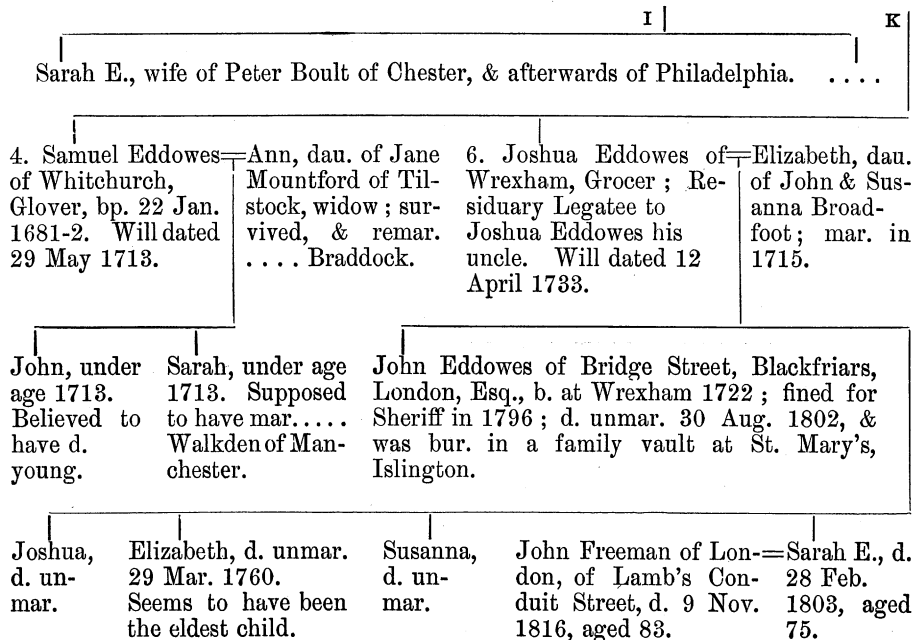 I K
Sarah E., wife of Peter Boult of Chester, & afterwards of Philadelphia. . . . .
4. Samuel Eddowes
of Whitchurch,
Glover, bp. 22 Jan.
1681-2. Will dated
29 May 1713.
=Ann, dau. of Jane
Mountford of Til-
stock, widow ; sur-
vived, & remar.
. . . . Braddock.
6. Joshua Eddowes of
Wrexham, Grocer ; Re-
siduary Legatee to
Joshua Eddowes his
uncle. Will dated 12
April 1733.
=Elizabeth, dau.
of John & Sus-
anna Broad-
foot ; mar. in
1715.
John, under
age 1713.
Believed to
have d.
young.
Sarah, under age
1713. Supposed
to have mar. . . . .
Walkden of Man-
chester.
John Eddowes of Bridge Street, Blackfriars,
London, Esq., b. at Wrexham 1722 ; fined for
Sheriff in 1796 ; d. unmar. 30 Aug. 1802, &
was bur. in a family vault at St. Mary's,
Islington.
Joshua,
d. un-
mar.
Elizabeth, d. unmar.
29 Mar. 1760.
Seems to have been
the eldest child.
Susanna,
d. un-
mar.
John Freeman of Lon-
don, of Lamb's Con-
duit Street, d. 9 Nov.
1816, aged 83.
=Sarah E., d.
28 Feb.
1803, aged
75.